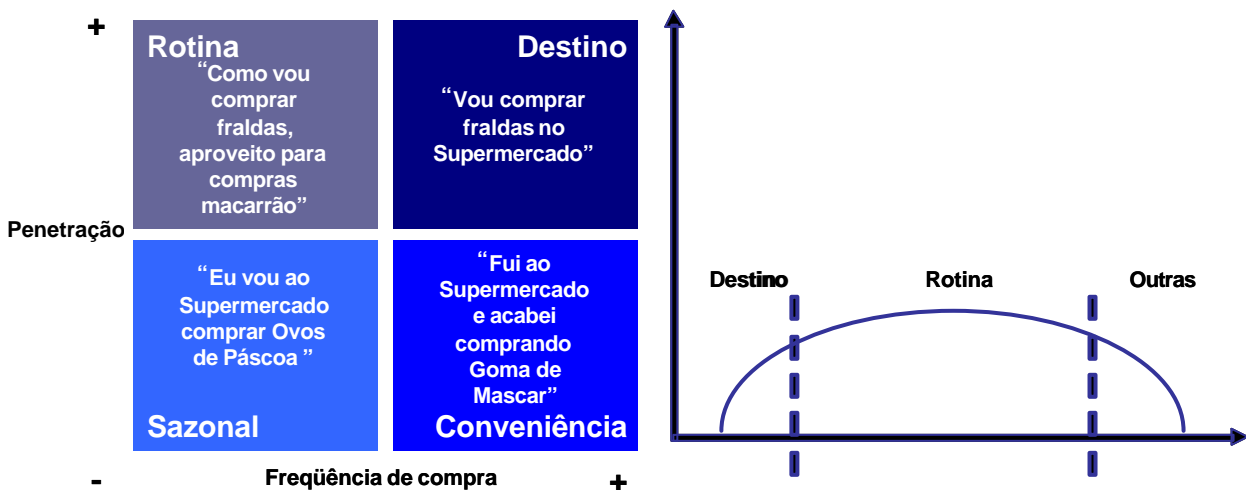 +
Rotina
“Como vou
comprar
fraldas,
aproveito para
compras
macarrão”
Destino
“Vou comprar
fraldas no
Supermercado”
Penetração
“Eu vou ao
Supermercado
comprar Ovos
de Páscoa ”
Sazonal
“Fui ao
Supermercado
e acabei
comprando
Goma de
Mascar”
Conveniência
-
Freqüência de compra
+
Destino
Rotina
Outras